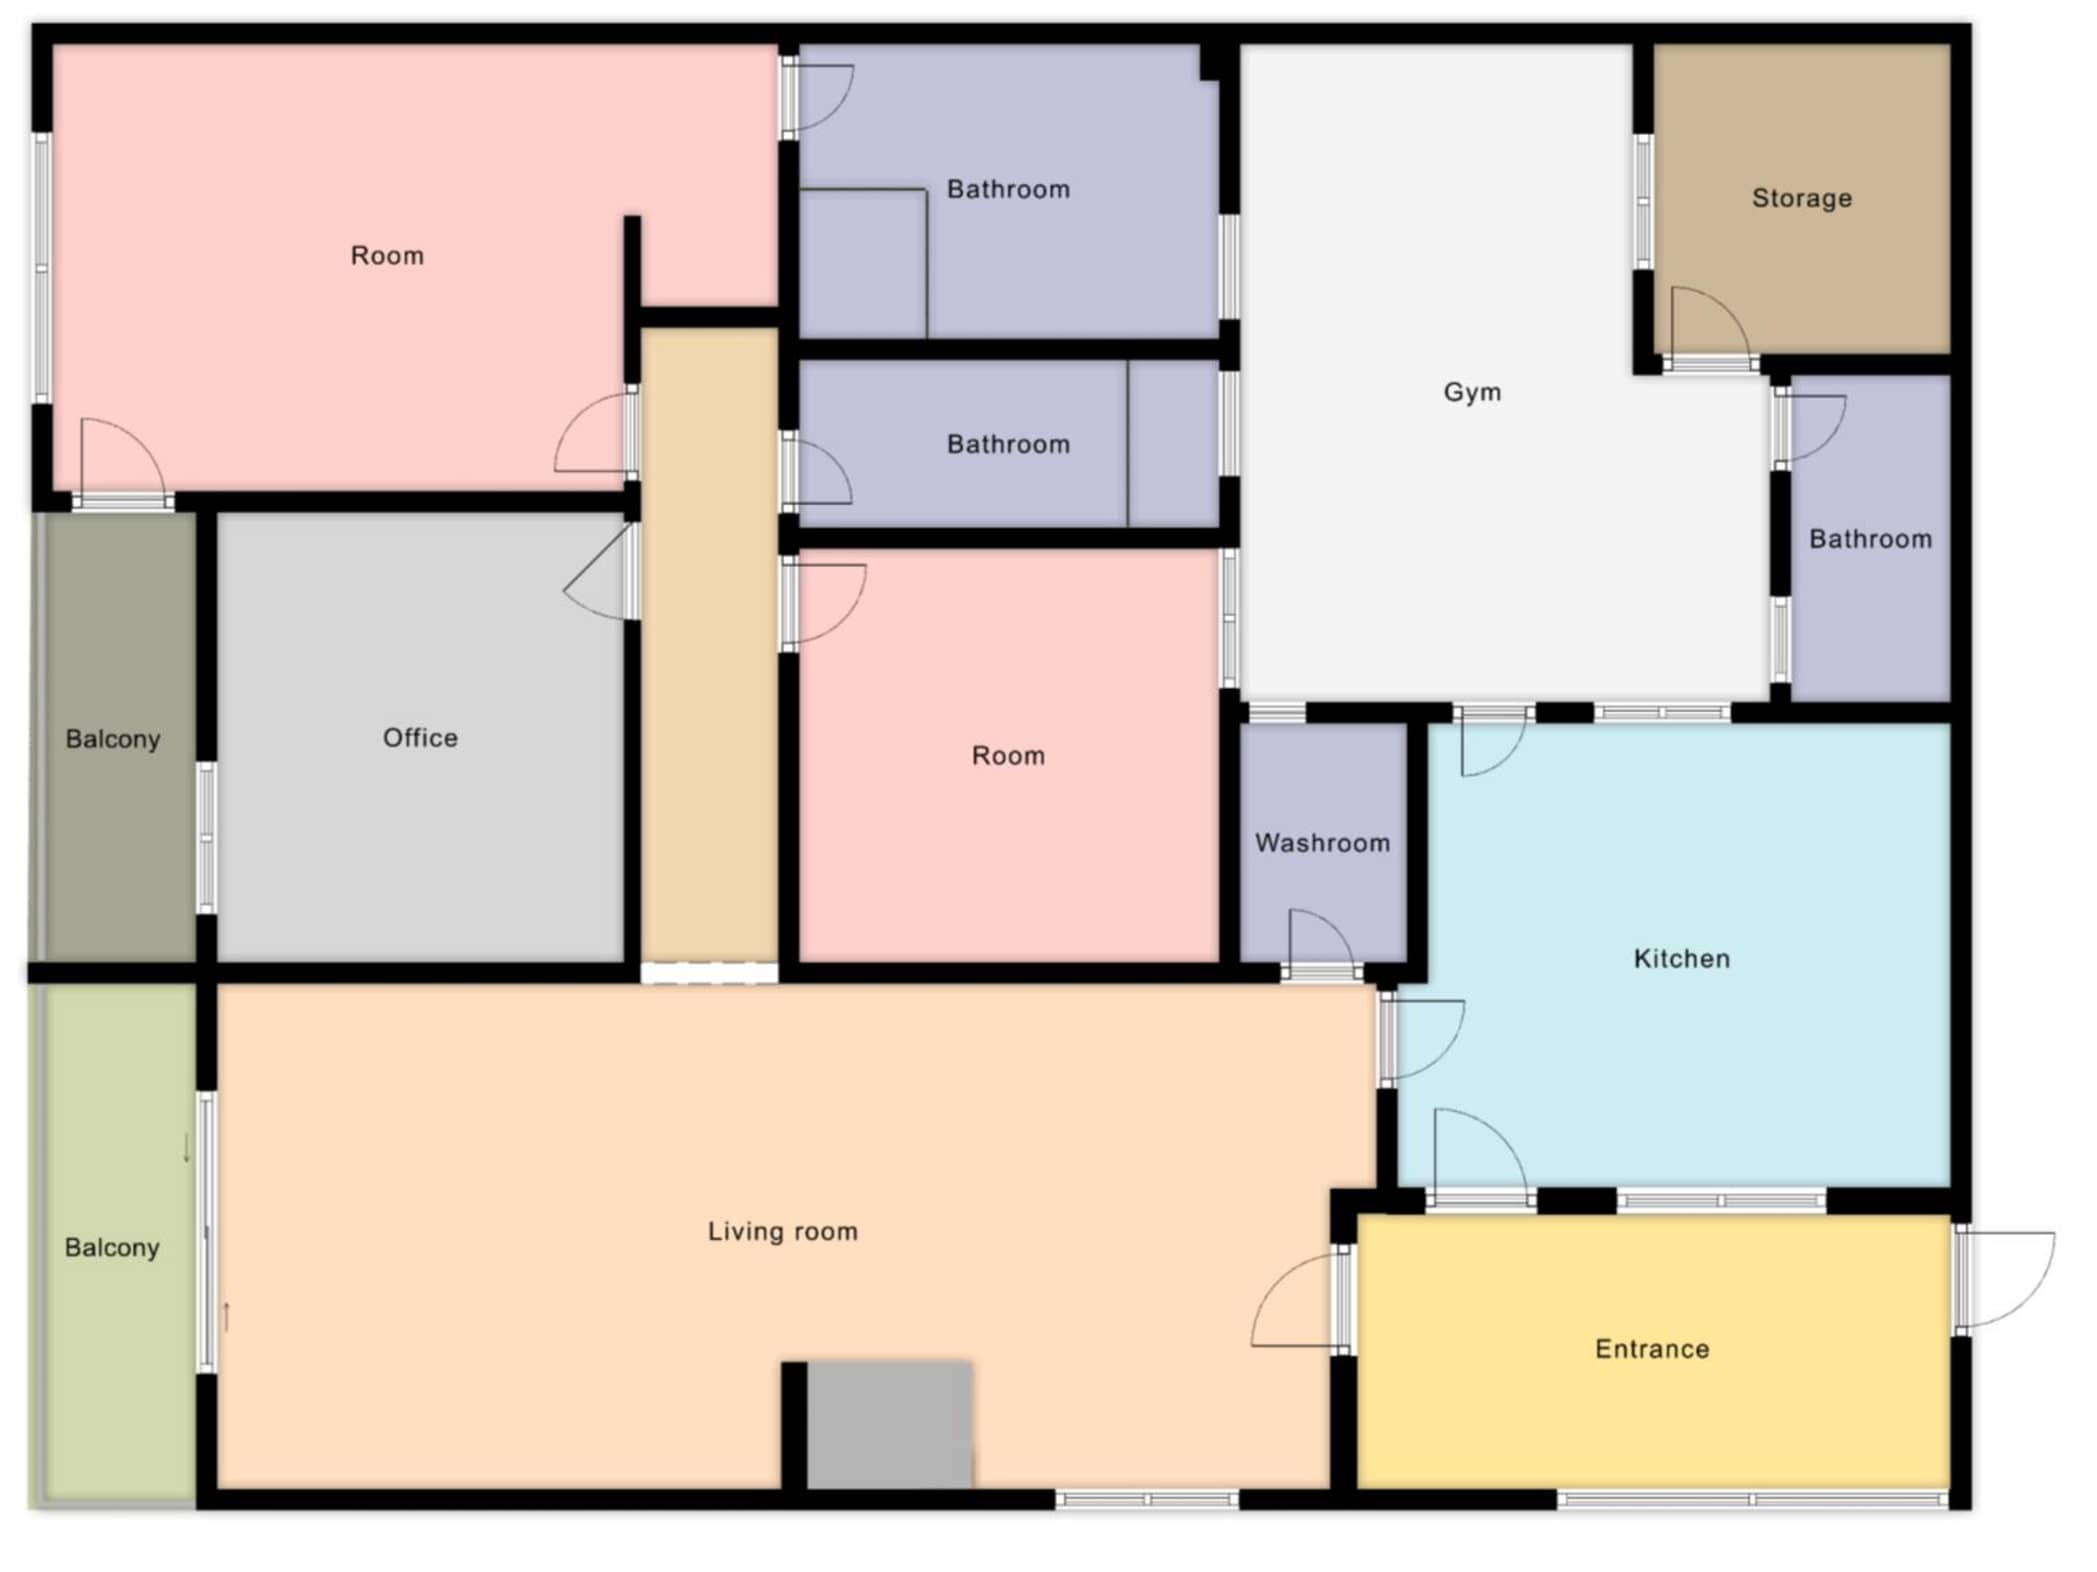 Bathroom
Storage
Room
Gym
Bathroom
Bathroom
Balcony
Office
Room
Washroom
Kitchen
Living room
Balcony
Entrance